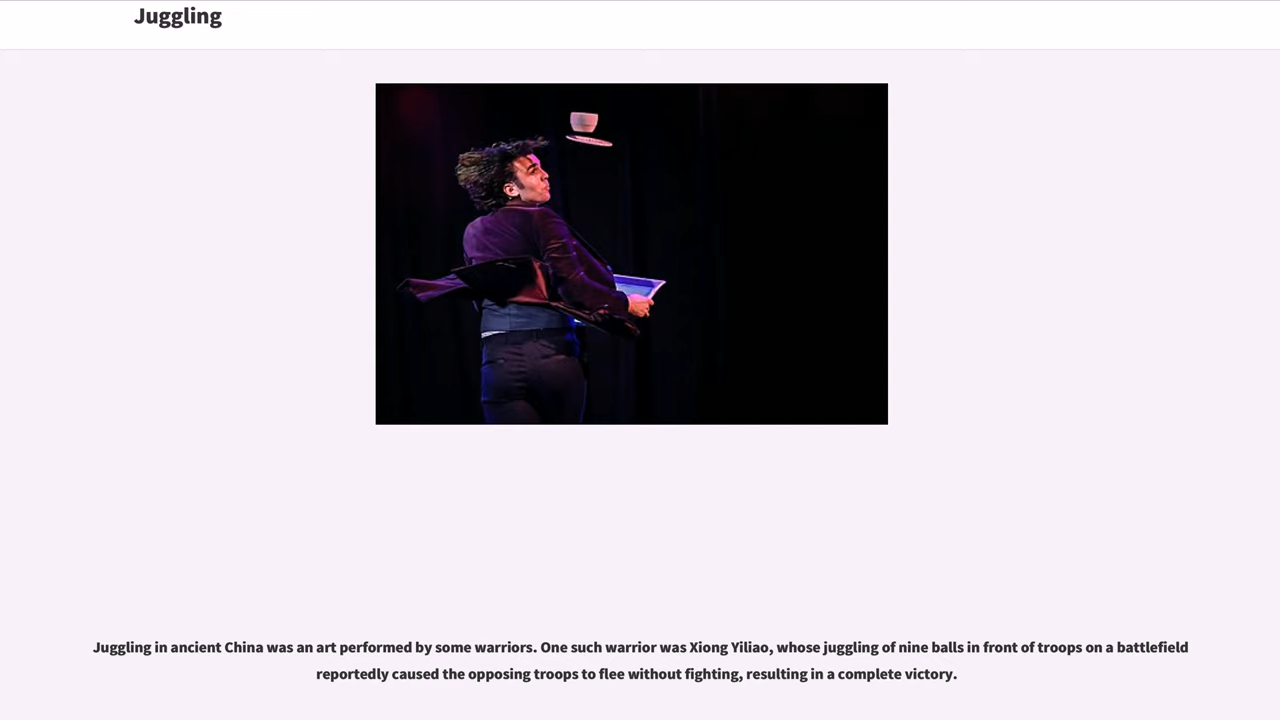 Juggling
Juggling in ancient China was an art performed by some warriors. One such warrior was Xiong Yiliao, whose juggling of nine balls in front of troops on a battlefield
reportedly caused the opposing troops to flee without fighting, resulting in a complete victory.